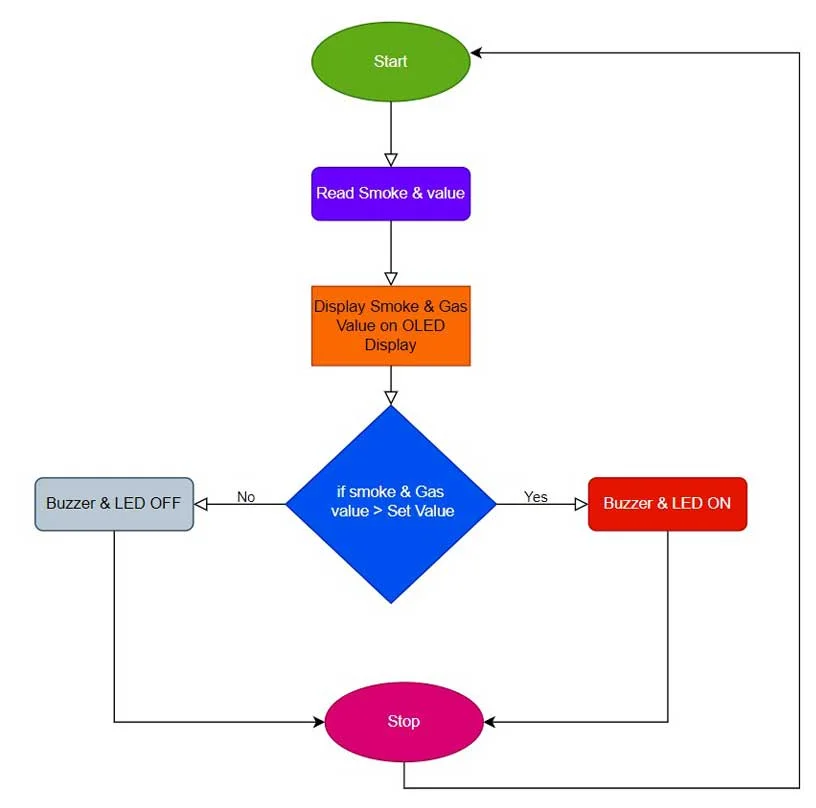 Start
Read Smoke & value
Display Smoke & Gas
Value on OLED
Display
if smoke & Gas
value > Set Value
No
Yes
Buzzer & LED OFF
Buzzer & LED ON
Stop